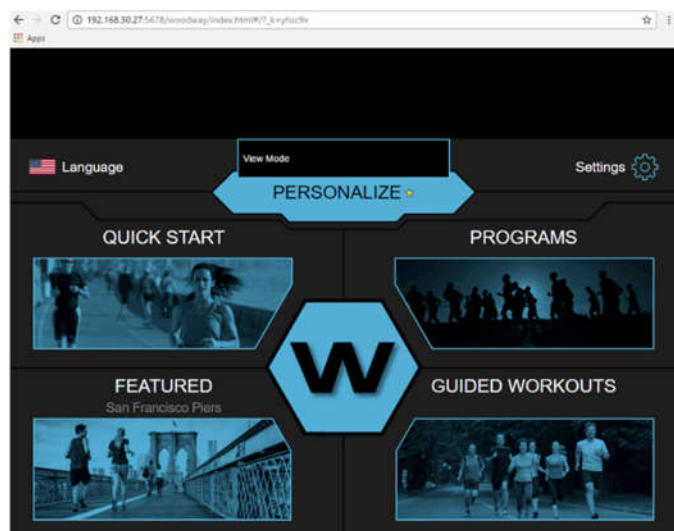 192.168.30.27:5678/woodway/index.html#/?_k=yhsc9x
Apps
Language
View Mode
Settings
PERSONALIZE
QUICK START
PROGRAMS
W
FEATURED
San Francisco Piers
GUIDED WORKOUTS